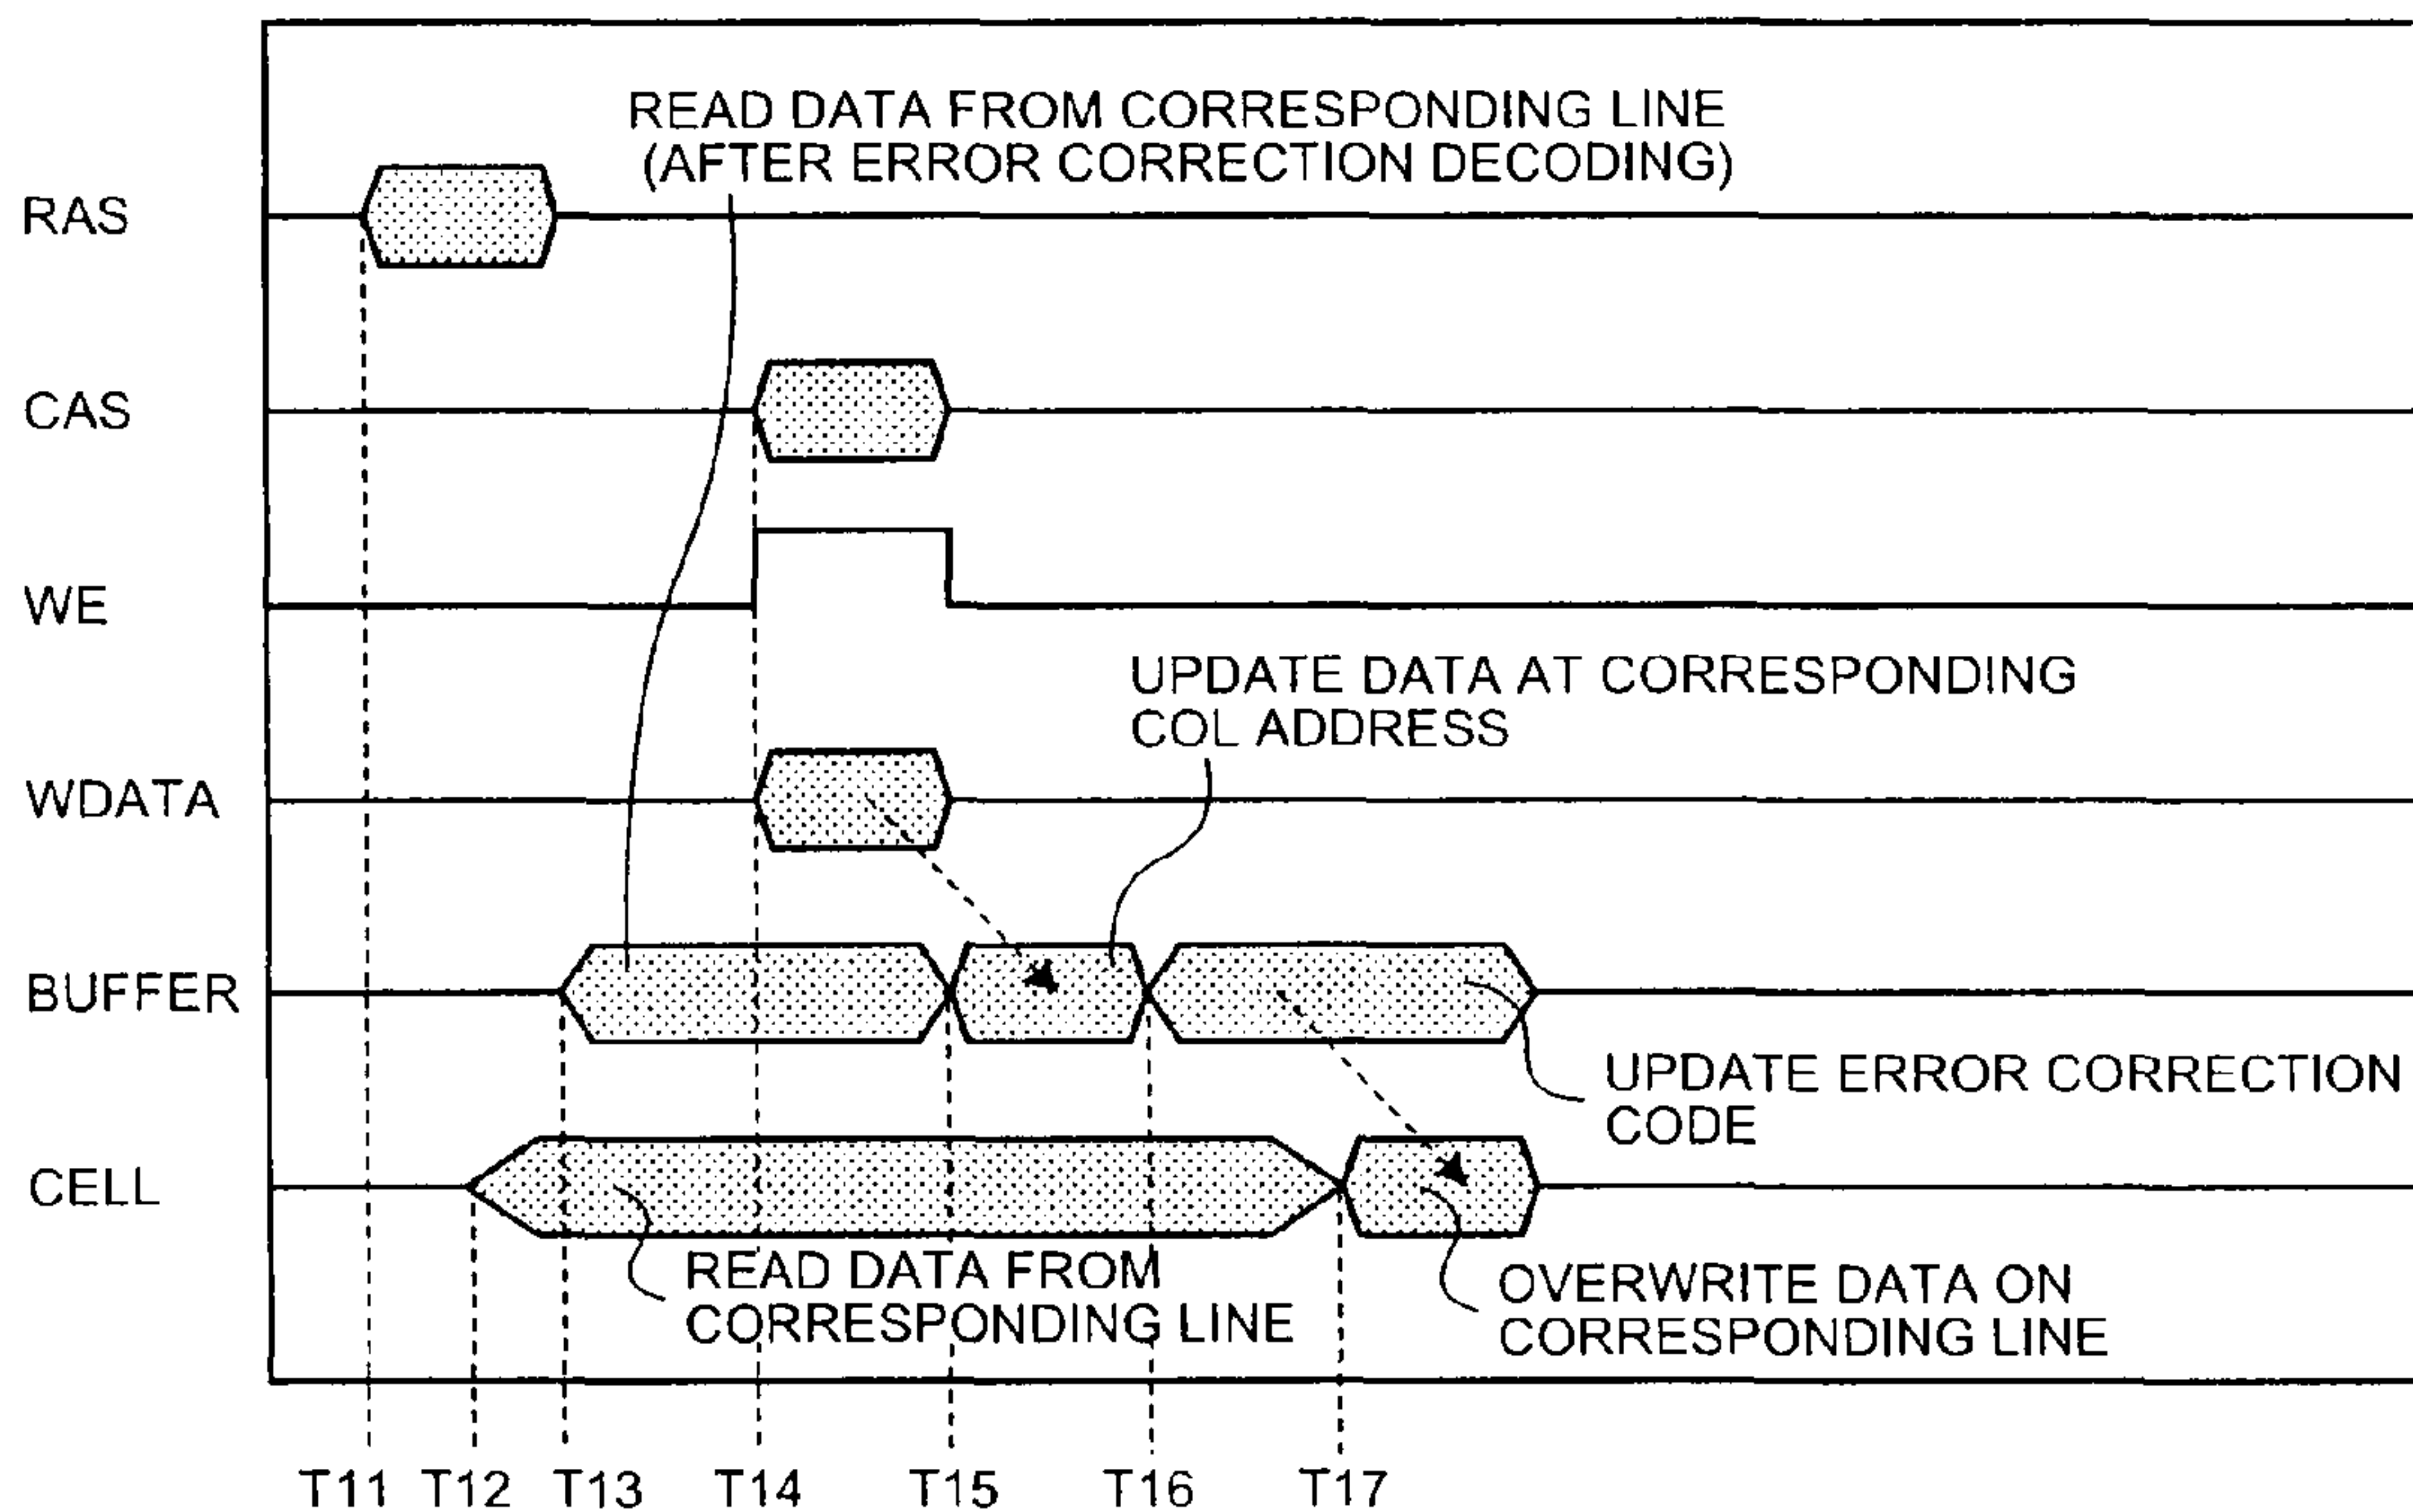 READ DATA FROM CORRESPONDING LINE
(AFTER ERROR CORRECTION DECODING)
RAS
CAS
WE
UPDATE DATA AT CORRESPONDING
COL ADDRESS
WDATA
BUFFER
UPDATE ERROR CORRECTION
CODE
CELL
READ DATA FROM
CORRESPONDING LINE
OVERWRITE DATA ON
CORRESPONDING LINE
T11 T12 T13 T14 T15 T16 T17